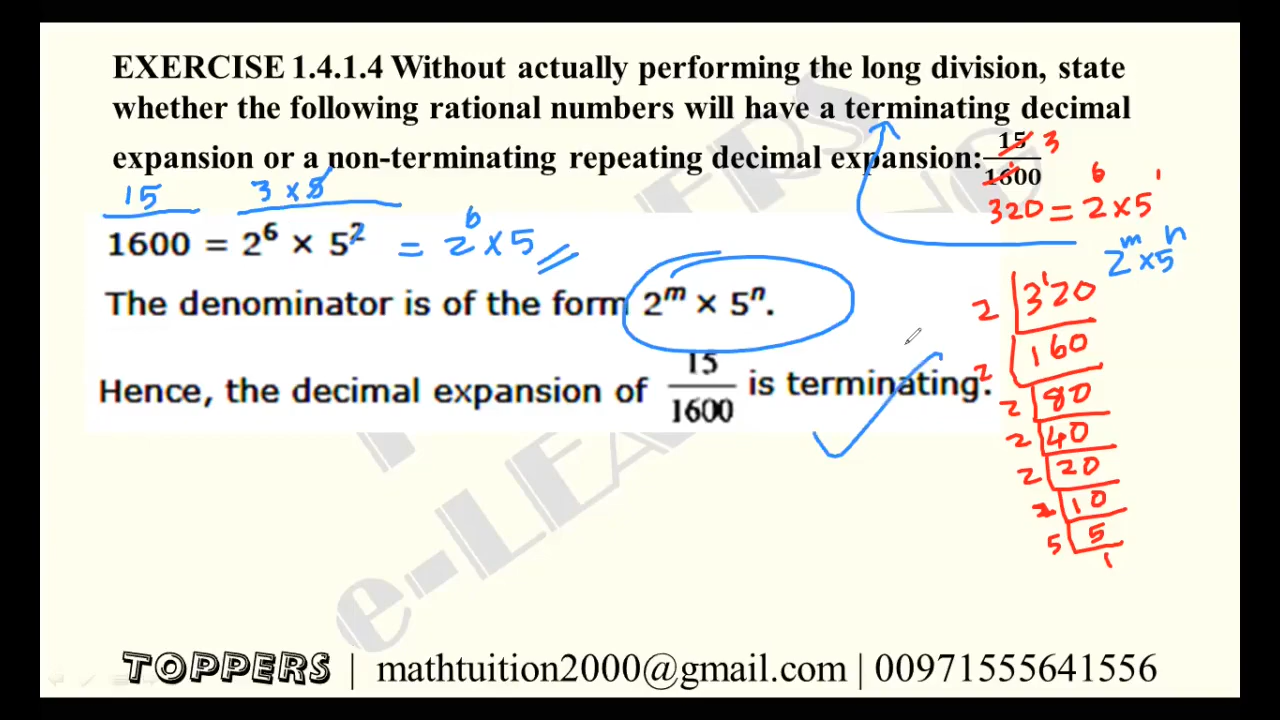 EXERCISE 1.4.1.4 Without actually performing the long division, state
whether the following rational numbers will have a terminating decimal
expansion or a non-terminating repeating decimal expansion: 15/1600
3
320 = 2^6 × 5^1
2^m × 5^n
15
3 × 5
1600 = 2^6 × 5^2 = 2^6 × 5
The denominator is of the form 2^m × 5^n.
Hence, the decimal expansion of 15/1600 is terminating.
2 320
2 160
2 80
2 40
2 20
2 10
5 5
1
e-LEA
TOPPERS | mathtuition2000@gmail.com | 00971555641556